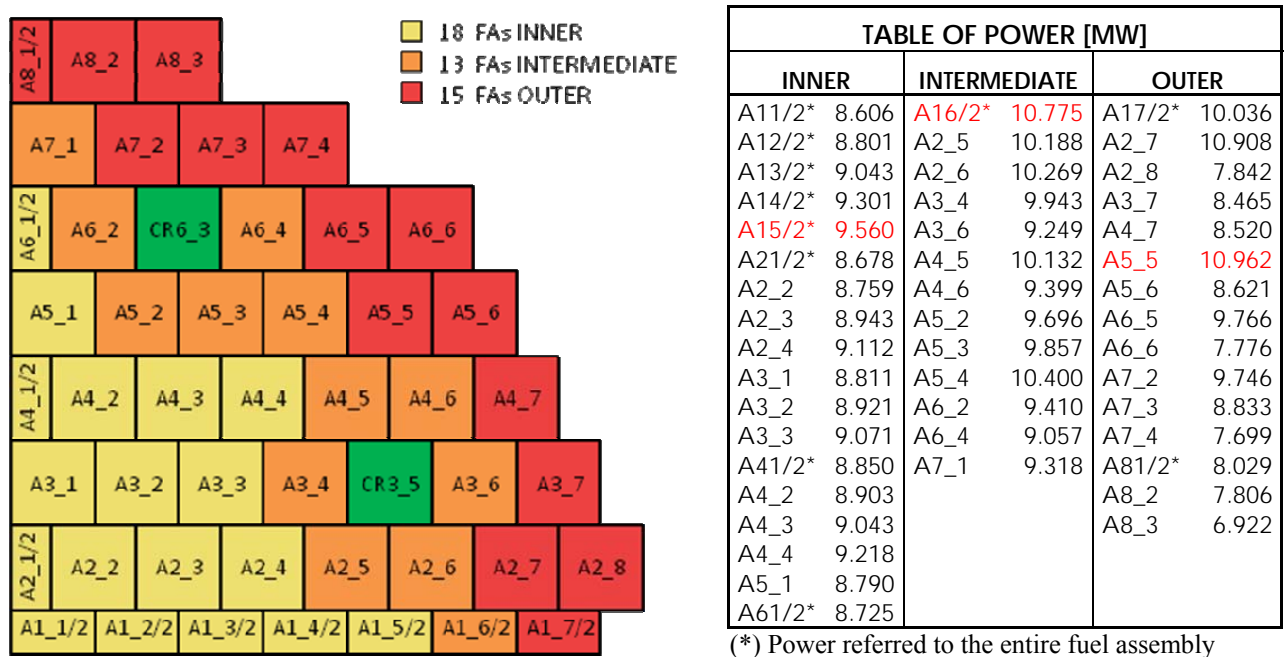 A8_1/2 A8_2 A8_3
A7_1 A7_2 A7_3 A7_4
A6_1/2 A6_2 CR6_3 A6_4 A6_5 A6_6
A5_1 A5_2 A5_3 A5_4 A5_5 A5_6
A4_1/2 A4_2 A4_3 A4_4 A4_5 A4_6 A4_7
A3_1 A3_2 A3_3 A3_4 CR3_5 A3_6 A3_7
A2_1/2 A2_2 A2_3 A2_4 A2_5 A2_6 A2_7 A2_8
A1_1/2 A1_2/2 A1_3/2 A1_4/2 A1_5/2 A1_6/2 A1_7/2
18 FAs INNER
13 FAs INTERMEDIATE
15 FAs OUTER
TABLE OF POWER [MW]
INNER INTERMEDIATE OUTER
A11/2* 8.606 A16/2* 10.775 A17/2* 10.036
A12/2* 8.801 A2_5 10.188 A2_7 10.908
A13/2* 9.043 A2_6 10.269 A2_8 7.842
A14/2* 9.301 A3_4 9.943 A3_7 8.465
A15/2* 9.560 A3_6 9.249 A4_7 8.520
A21/2* 8.678 A4_5 10.132 A5_5 10.962
A2_2 8.759 A4_6 9.399 A5_6 8.621
A2_3 8.943 A5_2 9.696 A6_5 9.766
A2_4 9.112 A5_3 9.857 A6_6 7.776
A3_1 8.811 A5_4 10.400 A7_2 9.746
A3_2 8.921 A6_2 9.410 A7_3 8.833
A3_3 9.071 A6_4 9.057 A7_4 7.699
A41/2* 8.850 A7_1 9.318 A81/2* 8.029
A4_2 8.903 A8_2 7.806
A4_3 9.043 A8_3 6.922
A4_4 9.218
A5_1 8.790
A61/2* 8.725
(*) Power referred to the entire fuel assembly